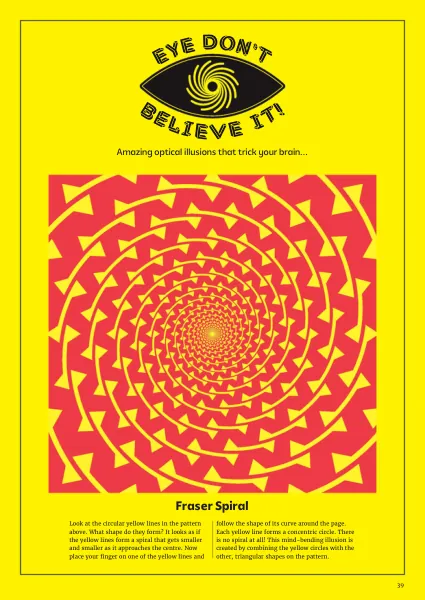 EYE DON'T
BELIEVE IT!
Amazing optical illusions that trick your brain...
Fraser Spiral
Look at the circular yellow lines in the pattern
above. What shape do they form? It looks as if
the yellow lines form a spiral that gets smaller
and smaller as it approaches the centre. Now
place your finger on one of the yellow lines and
follow the shape of its curve around the page.
Each yellow line forms a concentric circle. There
is no spiral at all! This mind-bending illusion is
created by combining the yellow circles with the
other, triangular shapes on the pattern.
39